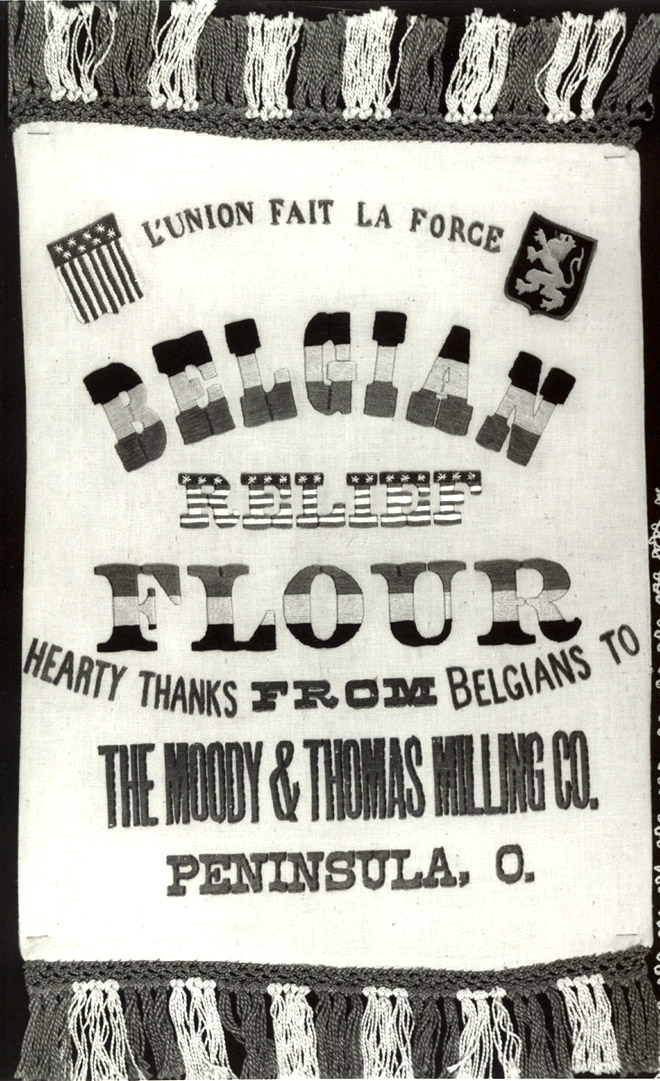 L'UNION FAIT LA FORCE
BELGIAN
RELIEF
FLOUR
HEARTY THANKS FROM BELGIANS TO
THE MOODY & THOMAS MILLING CO.
PENINSULA, O.